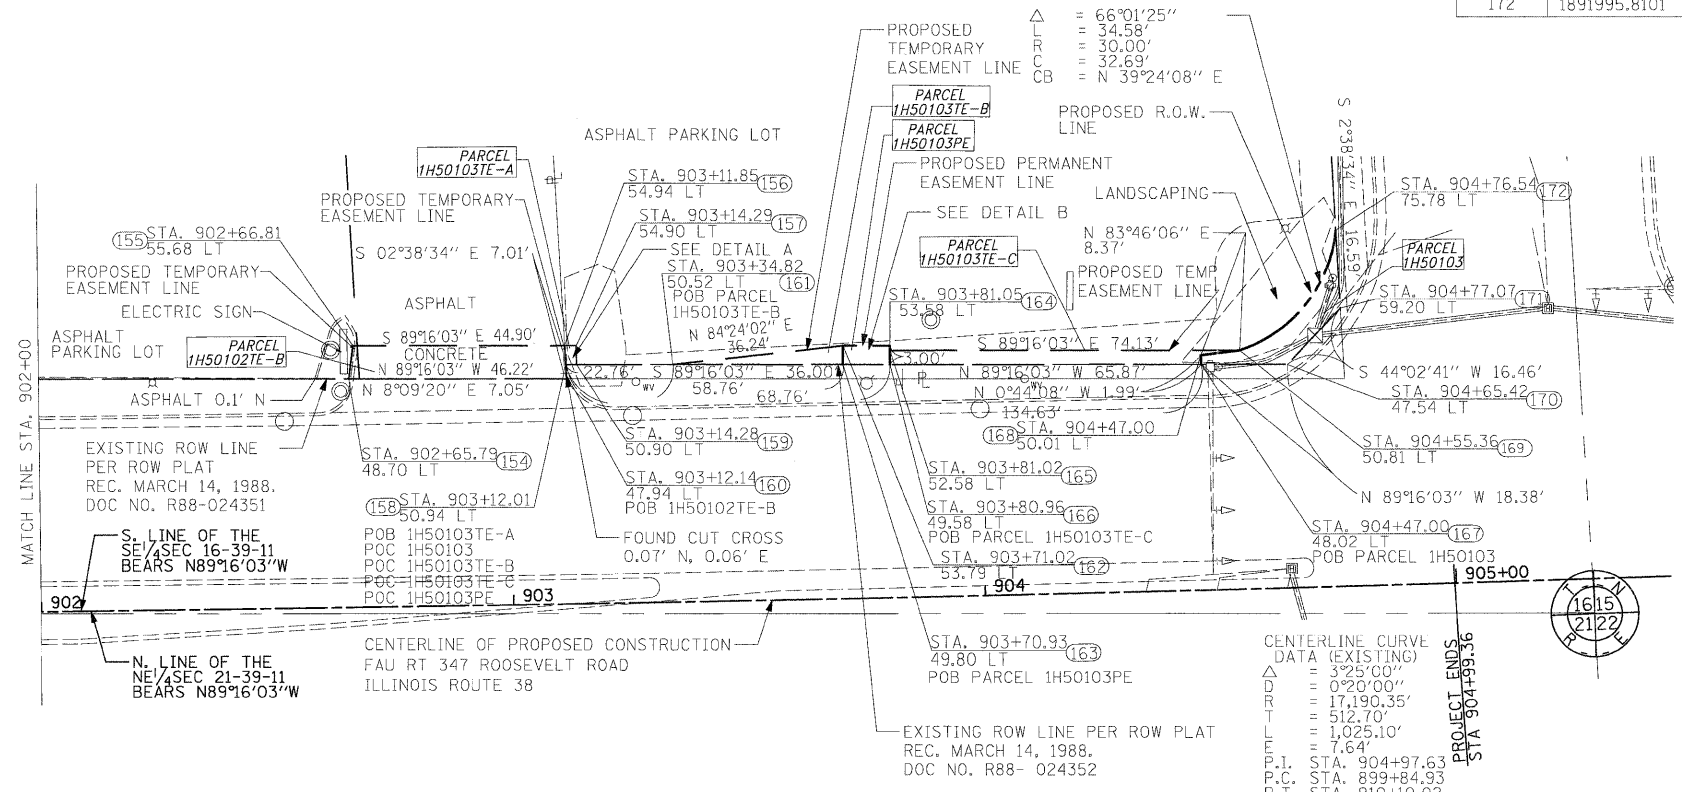 172 1891995.8101
△ = 66°01'25"
L = 34.58'
R = 30.00'
C = 32.69'
CB = N 39°24'08" E
PROPOSED
TEMPORARY
EASEMENT LINE
PARCEL
1H50103TE-B
PARCEL
1H50103PE
PROPOSED R.O.W.
LINE
ASPHALT PARKING LOT
PARCEL
1H50103TE-A
PROPOSED PERMANENT
EASEMENT LINE
S 2°38'34" E 16.59'
STA. 903+11.85 156
54.94 LT
PROPOSED TEMPORARY
EASEMENT LINE
LANDSCAPING
STA. 904+76.54 172
75.78 LT
STA. 903+14.29 157
54.90 LT
SEE DETAIL B
155 STA. 902+66.81
55.68 LT
S 02°38'34" E 7.01'
SEE DETAIL A
PARCEL
1H50103TE-C
N 83°46'06" E
8.37'
PARCEL
1H50103
PROPOSED TEMPORARY
EASEMENT LINE
STA. 903+34.82
50.52 LT 161
POB PARCEL
1H50103TE-B
PROPOSED TEMP
EASEMENT LINE
ELECTRIC SIGN
ASPHALT
STA. 903+81.05 164
53.58 LT
STA. 904+77.07 171
59.20 LT
ASPHALT
PARKING LOT
PARCEL
1H50102TE-B
S 89°16'03" E 44.90'
CONCRETE
N 84°24'02" E
36.24'
S 89°16'03" E 74.13'
N 89°16'03" W 46.22'
22.76'
S 89°16'03" E 36.00'
3.00'
N 89°16'03" W 65.87'
S 44°02'41" W 16.46'
ASPHALT 0.1' N
N 8°09'20" E 7.05'
WV
58.76'
68.76'
WV
N 0°44'08" W 1.99'
134.63'
STA. 904+65.42
47.54 LT 170
MATCH LINE STA. 902+00
EXISTING ROW LINE
PER ROW PLAT
REC. MARCH 14, 1988.
DOC NO. R88-024351
STA. 902+65.79 154
48.70 LT
STA. 903+14.28 159
50.90 LT
168 STA. 904+47.00
50.01 LT
STA. 904+55.36 169
50.81 LT
STA. 903+12.14 160
47.94 LT
POB 1H50102TE-B
STA. 903+81.02 165
52.58 LT
N 89°16'03" W 18.38'
158 STA. 903+12.01
50.94 LT
POB 1H50103TE-A
POC 1H50103
POC 1H50103TE-B
POC 1H50103TE-C
POC 1H50103PE
STA. 903+80.96 166
49.58 LT
POB PARCEL 1H50103TE-C
STA. 904+47.00 167
48.02 LT
POB PARCEL 1H50103
S. LINE OF THE
SE¼SEC 16-39-11
BEARS N89°16'03"W
FOUND CUT CROSS
0.07' N, 0.06' E
STA. 903+71.02 162
53.79 LT
902
903
904
905+00
T N
16 15
21 22
R E
CENTERLINE OF PROPOSED CONSTRUCTION
FAU RT 347 ROOSEVELT ROAD
ILLINOIS ROUTE 38
STA. 903+70.93 163
49.80 LT
POB PARCEL 1H50103PE
N. LINE OF THE
NE¼SEC 21-39-11
BEARS N89°16'03"W
EXISTING ROW LINE PER ROW PLAT
REC. MARCH 14, 1988.
DOC NO. R88- 024352
CENTERLINE CURVE
DATA (EXISTING)
△ = 3°25'00"
D = 0°20'00"
R = 17,190.35'
T = 512.70'
L = 1,025.10'
E = 7.64'
P.I. STA. 904+97.63
P.C. STA. 899+84.93
PROJECT ENDS
STA 904+99.36